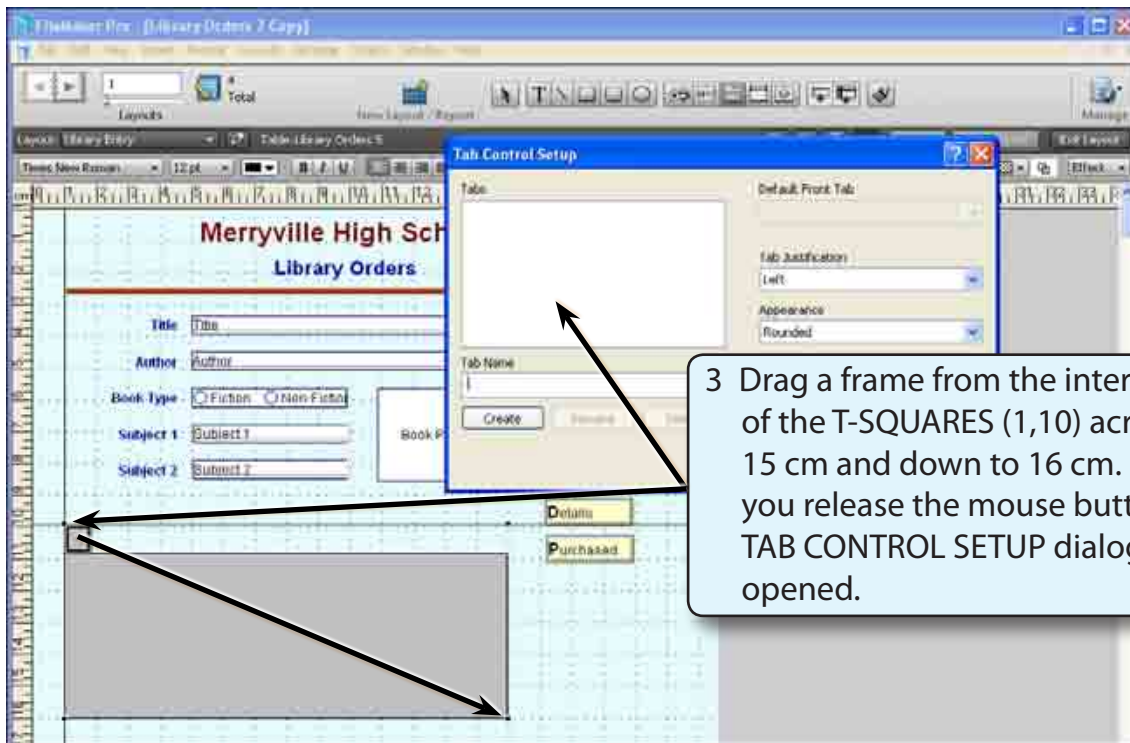 FileMaker Pro - [Library Orders 7 Copy]
1
Total
Layouts
New Layout / Report
Manage
Layout: Library Entry
Table: Library Orders 5
Exit Layout
Times New Roman
12 pt
B I U
Effect
cm
Tab Control Setup
Tabs
Default Front Tab
Tab Justification
Left
Appearance
Rounded
Tab Name
Create
Rename
Merryville High Sch
Library Orders
Title
Title
Author
Author
Book Type
Fiction
Non-Fiction
Subject 1
Subject 1
Book P
Subject 2
Subject 2
Details
Purchased
3 Drag a frame from the inter
of the T-SQUARES (1,10) acr
15 cm and down to 16 cm.
you release the mouse butt
TAB CONTROL SETUP dialog
opened.